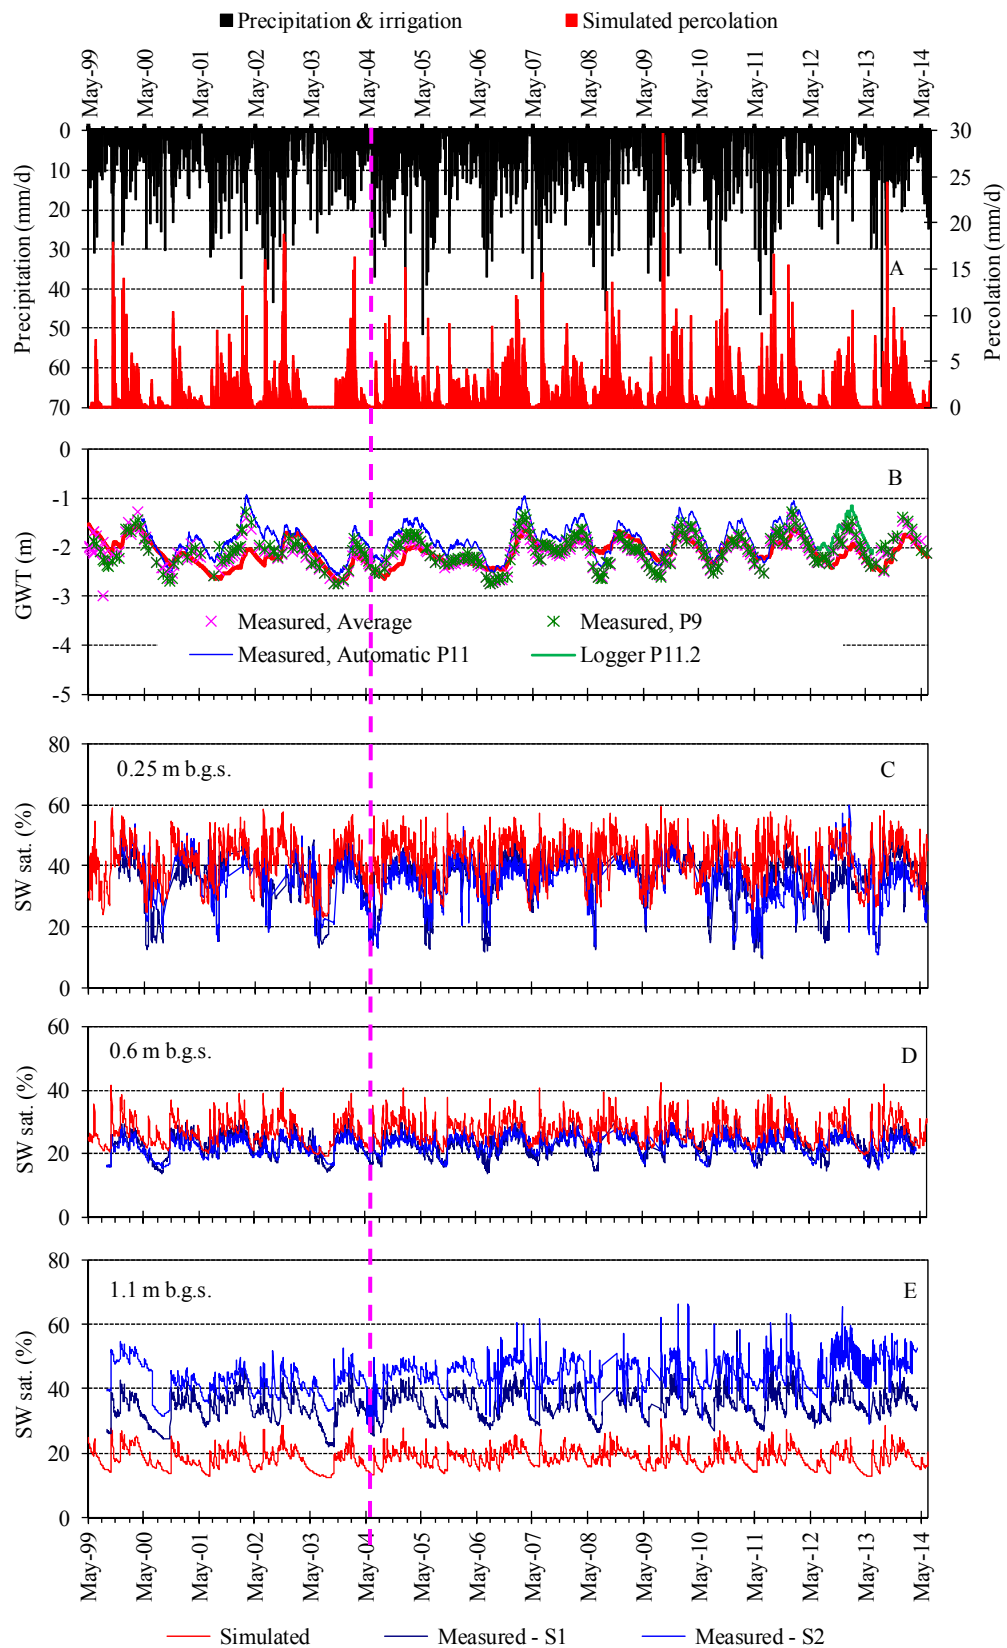 Precipitation & irrigation Simulated percolation
May-99 May-00 May-01 May-02 May-03 May-04 May-05 May-06 May-07 May-08 May-09 May-10 May-11 May-12 May-13 May-14
Precipitation (mm/d)
0
10
20
30
40
50
60
70
A
30
25
20
15
10
5
0
Percolation (mm/d)
GWT (m)
0
-1
-2
-3
-4
-5
B
Measured, Average Measured, P9
Measured, Automatic P11 Logger P11.2
SW sat. (%)
80
60
40
20
0
0.25 m b.g.s. C
SW sat. (%)
60
40
20
0
0.6 m b.g.s. D
SW sat. (%)
80
60
40
20
0
1.1 m b.g.s. E
May-99 May-00 May-01 May-02 May-03 May-04 May-05 May-06 May-07 May-08 May-09 May-10 May-11 May-12 May-13 May-14
Simulated Measured - S1 Measured - S2